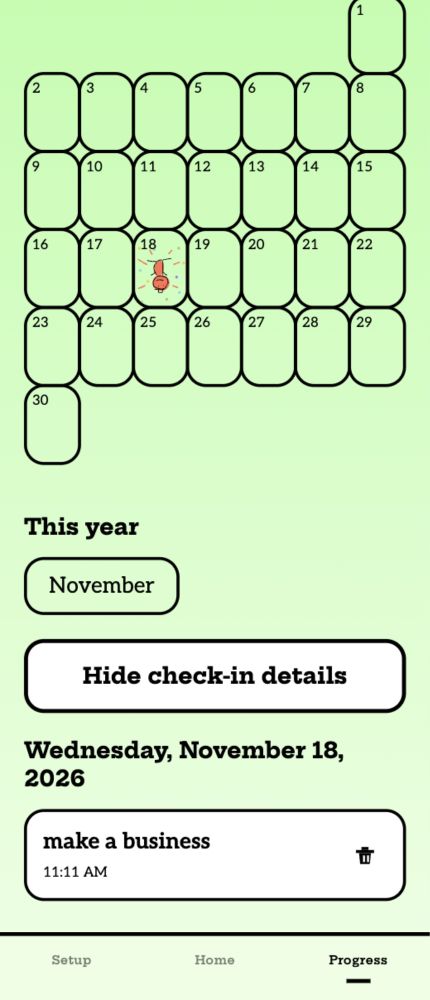 1
2 3 4 5 6 7 8
9 10 11 12 13 14 15
16 17 18 19 20 21 22
23 24 25 26 27 28 29
30
This year
November
Hide check-in details
Wednesday, November 18,
2026
make a business
11:11 AM
Setup Home Progress